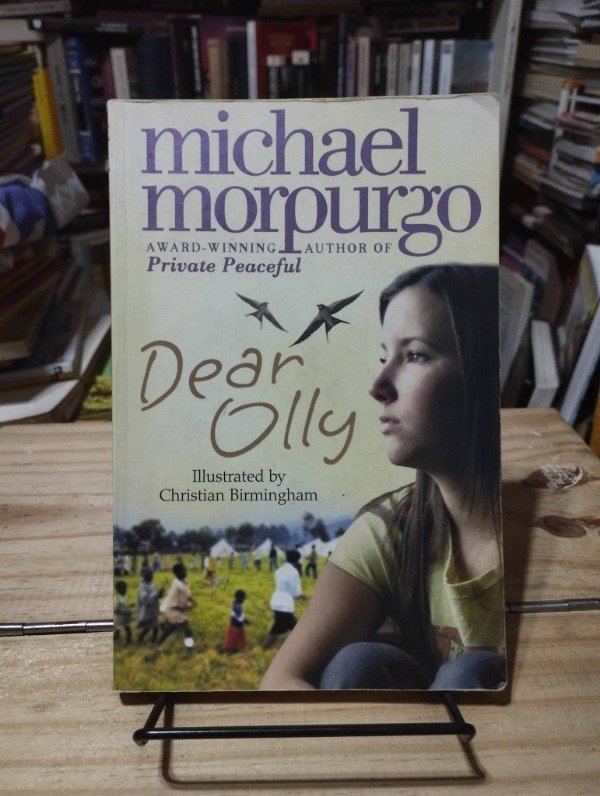 michael
morpurgo
AWARD-WINNING AUTHOR OF
Private Peaceful
Dear
Olly
Illustrated by
Christian Birmingham